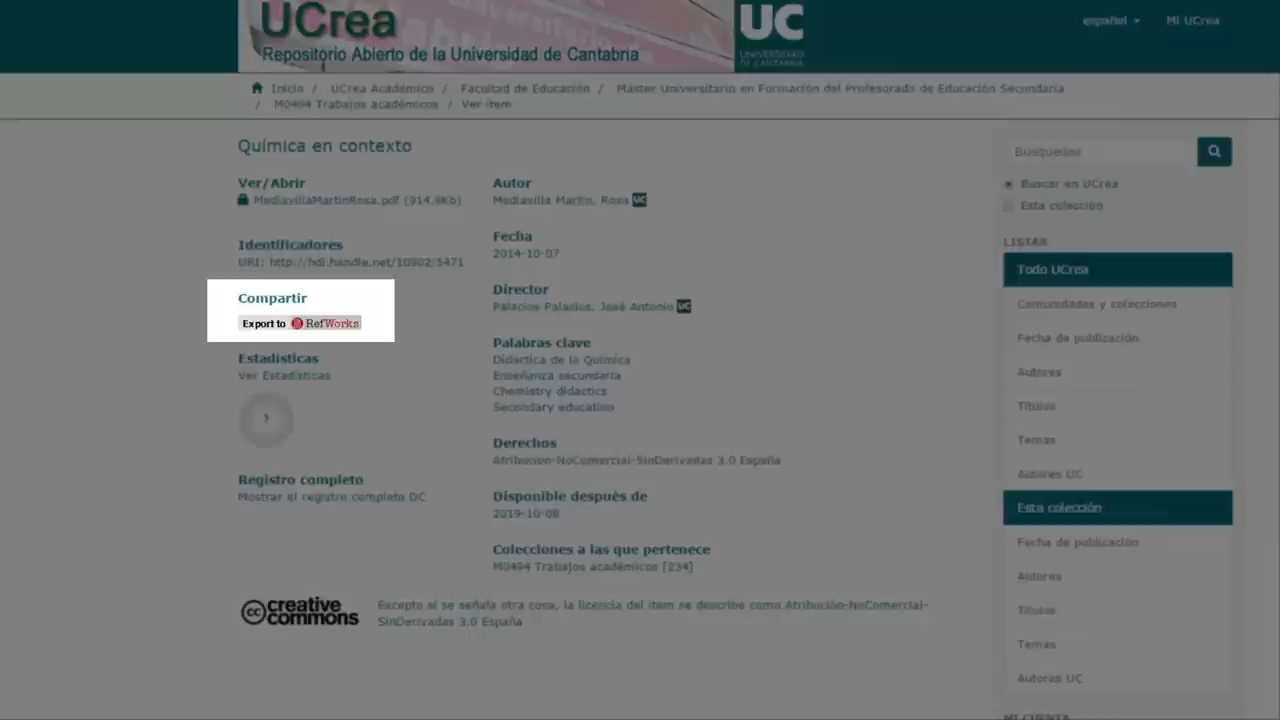 UCrea
Repositorio Abierto de la Universidad de Cantabria
UC
UNIVERSIDAD
DE CANTABRIA
español
Mi UCrea
Inicio / UCrea Académico / Facultad de Educación / Máster Universitario en Formación del Profesorado de Educación Secundaria
/ M0404 Trabajos académicos / Ver ítem
Química en contexto
Ver/Abrir
MediavillaMartinRosa.pdf (914.9Kb)
Identificadores
URI: http://hdl.handle.net/10902/5471
Compartir
Export to RefWorks
Estadísticas
Ver Estadísticas
Registro completo
Mostrar el registro completo DC
Autor
Mediavilla Martín, Rosa UC
Fecha
2014-10-07
Director
Palacios Palacios, José Antonio UC
Palabras clave
Didáctica de la Química
Enseñanza secundaria
Chemistry didactics
Secondary education
Derechos
Atribución-NoComercial-SinDerivadas 3.0 España
Disponible después de
2019-10-08
Colecciones a las que pertenece
M0404 Trabajos académicos [234]
creative
commons
cc
Excepto si se señala otra cosa, la licencia del ítem se describe como Atribución-NoComercial-
SinDerivadas 3.0 España
Búsquedas
Buscar en UCrea
Esta colección
LISTAR
Todo UCrea
Comunidades y colecciones
Fecha de publicación
Autores
Títulos
Temas
Autores UC
Esta colección
Fecha de publicación
Autores
Títulos
Temas
Autores UC
MI CUENTA